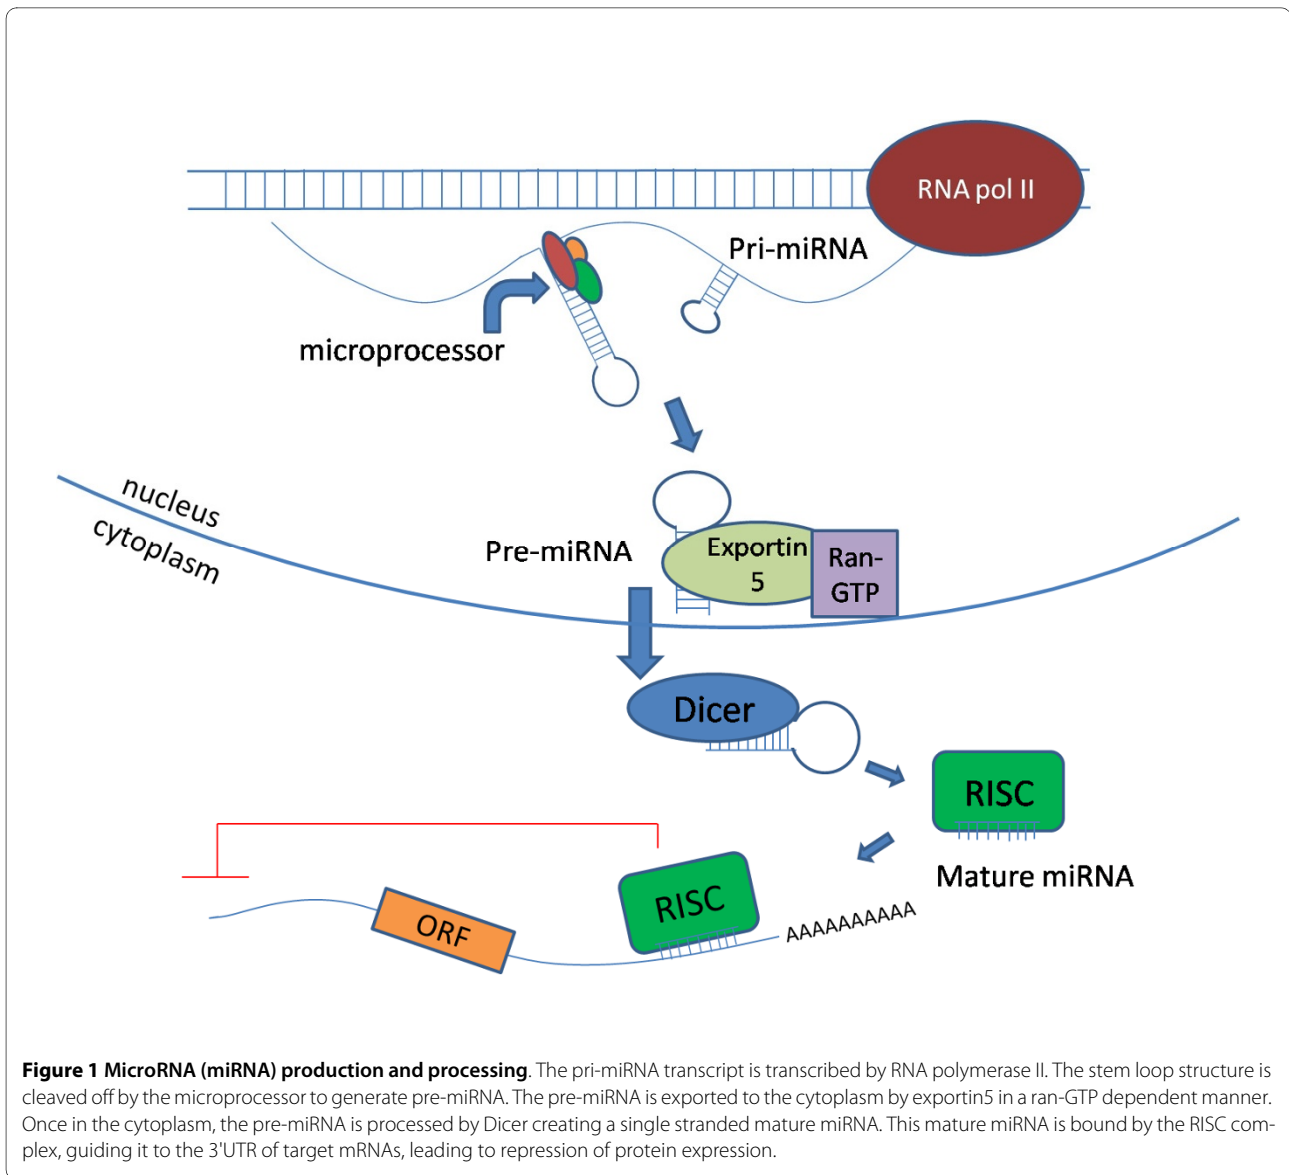 RNA pol II
Pri-miRNA
microprocessor
nucleus
cytoplasm
Pre-miRNA
Exportin
5
Ran-
GTP
Dicer
RISC
Mature miRNA
RISC
AAAAAAAAAA
ORF
Figure 1 MicroRNA (miRNA) production and processing. The pri-miRNA transcript is transcribed by RNA polymerase II. The stem loop structure is
cleaved off by the microprocessor to generate pre-miRNA. The pre-miRNA is exported to the cytoplasm by exportin5 in a ran-GTP dependent manner.
Once in the cytoplasm, the pre-miRNA is processed by Dicer creating a single stranded mature miRNA. This mature miRNA is bound by the RISC com-
plex, guiding it to the 3'UTR of target mRNAs, leading to repression of protein expression.